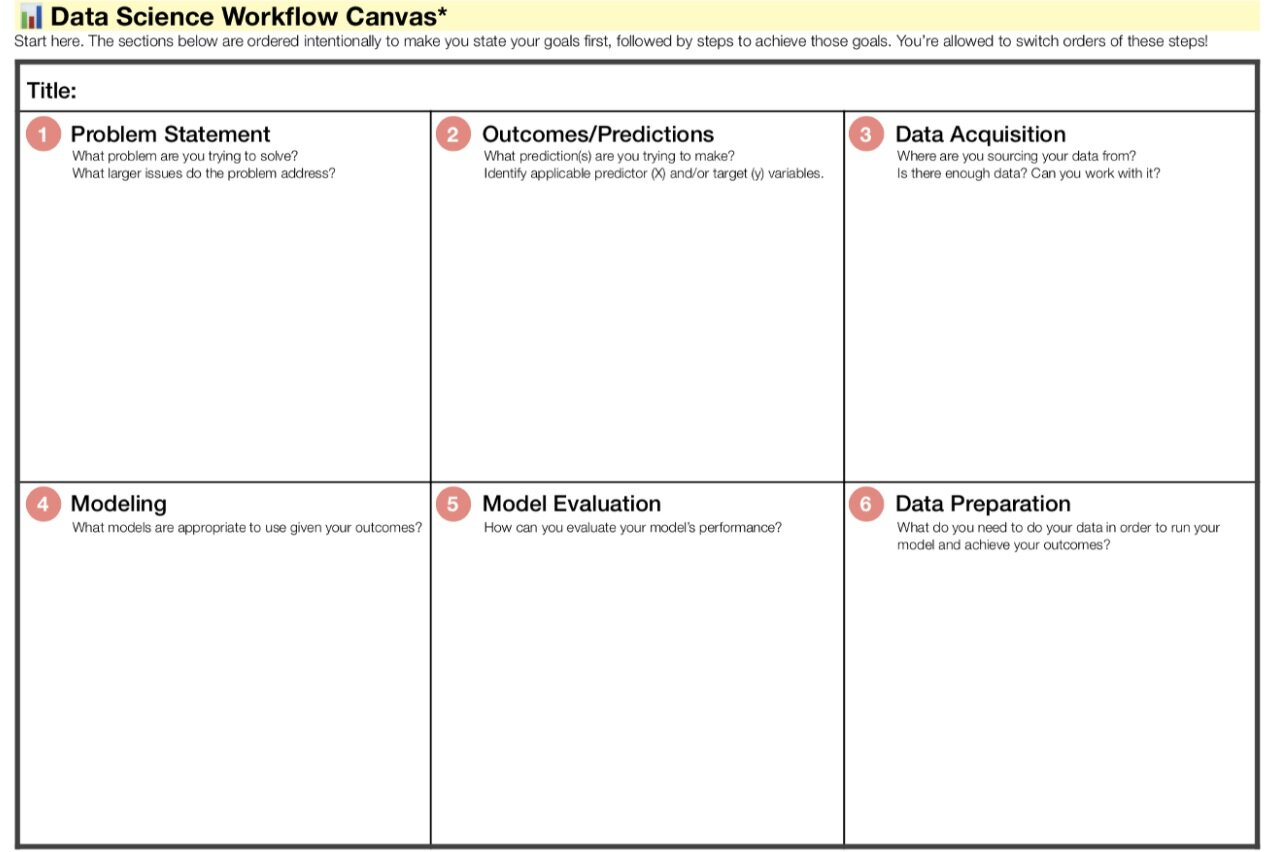 📊 Data Science Workflow Canvas*
Start here. The sections below are ordered intentionally to make you state your goals first, followed by steps to achieve those goals. You’re allowed to switch orders of these steps!
Title:
1 Problem Statement
What problem are you trying to solve?
What larger issues do the problem address?
2 Outcomes/Predictions
What prediction(s) are you trying to make?
Identify applicable predictor (X) and/or target (y) variables.
3 Data Acquisition
Where are you sourcing your data from?
Is there enough data? Can you work with it?
4 Modeling
What models are appropriate to use given your outcomes?
5 Model Evaluation
How can you evaluate your model’s performance?
6 Data Preparation
What do you need to do your data in order to run your
model and achieve your outcomes?